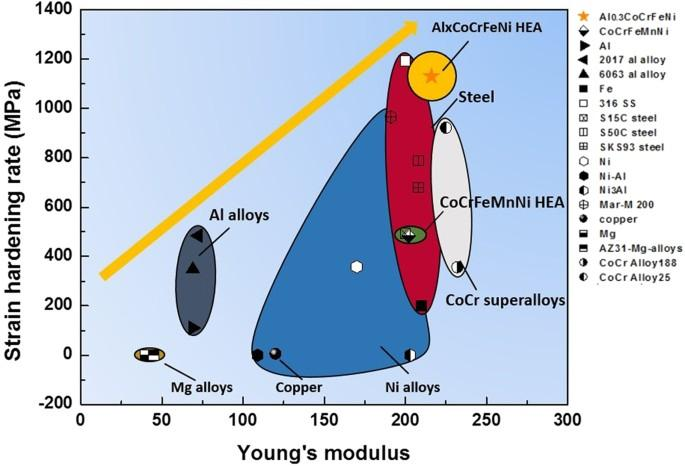 Strain hardening rate (MPa)
1400
1200
1000
800
600
400
200
0
-200
0
50
100
150
200
250
300
Young's modulus
AlxCoCrFeNi HEA
Steel
Al alloys
CoCrFeMnNi HEA
CoCr superalloys
Mg alloys
Copper
Ni alloys
Al0.3CoCrFeNi
CoCrFeMnNi
Al
2017 al alloy
6063 al alloy
Fe
316 SS
S15C steel
S50C steel
SKS93 steel
Ni
Ni-Al
Ni3Al
Mar-M 200
copper
Mg
AZ31-Mg-alloys
CoCr Alloy188
CoCr Alloy25